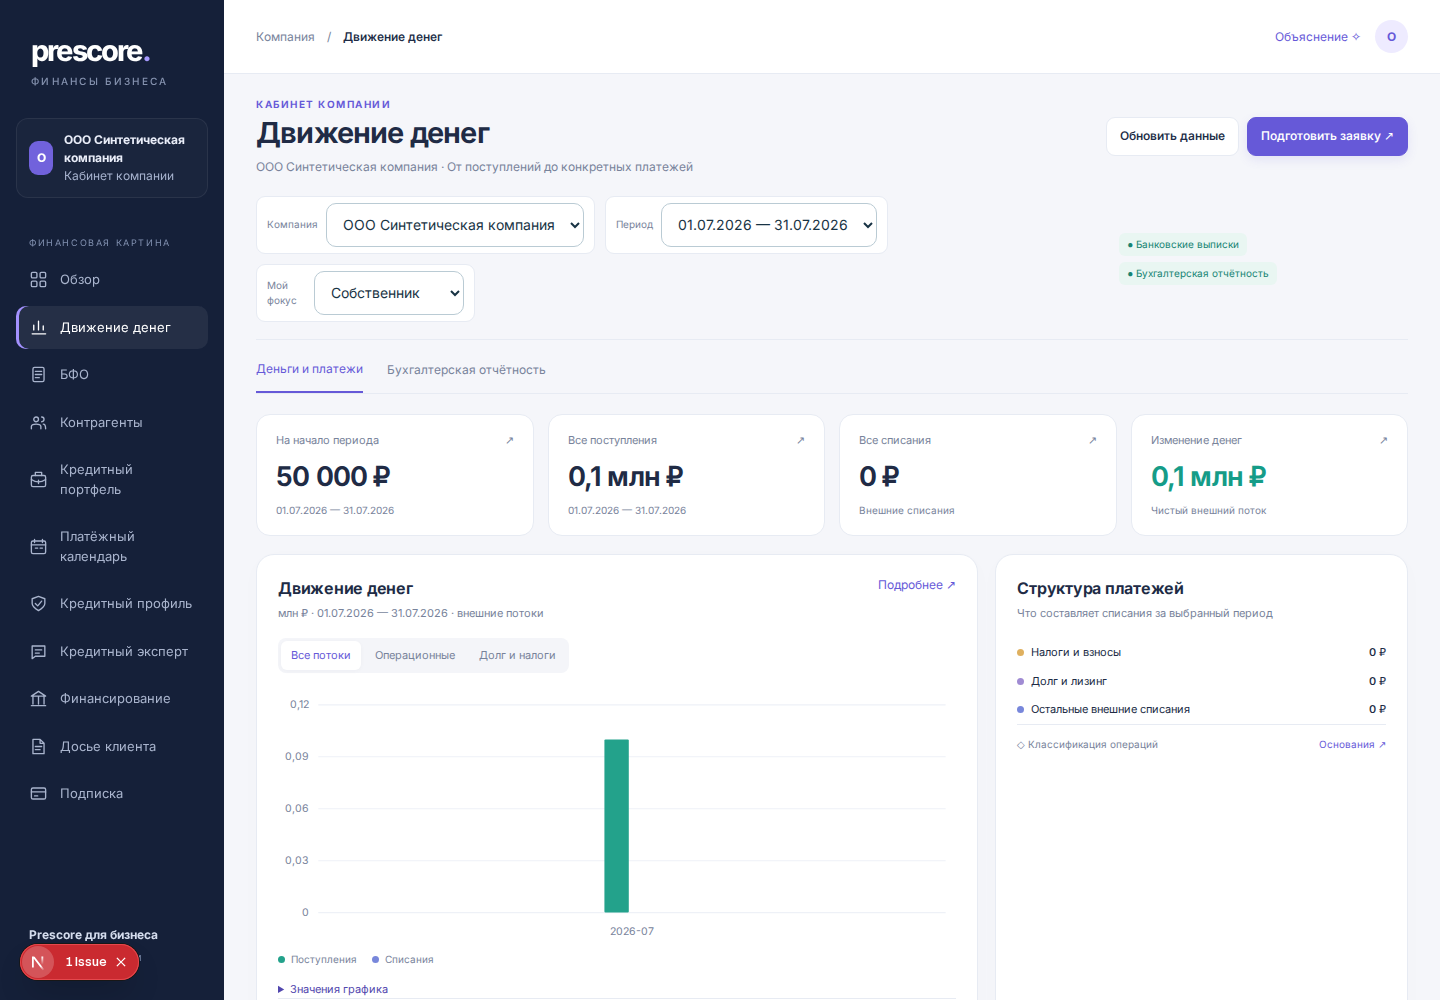 prescore.
ФИНАНСЫ БИЗНЕСА
О
ООО Синтетическая
компания
Кабинет компании
ФИНАНСОВАЯ КАРТИНА
Обзор
Движение денег
БФО
Контрагенты
Кредитный
портфель
Платёжный
календарь
Кредитный профиль
Кредитный эксперт
Финансирование
Досье клиента
Подписка
Prescore для бизнеса
1 Issue
Компания / Движение денег
Объяснение ✧
О
КАБИНЕТ КОМПАНИИ
Движение денег
ООО Синтетическая компания · От поступлений до конкретных платежей
Обновить данные
Подготовить заявку ↗
Компания ООО Синтетическая компания
Период 01.07.2026 — 31.07.2026
Мой
фокус
Собственник
● Банковские выписки
● Бухгалтерская отчётность
Деньги и платежи
Бухгалтерская отчётность
На начало периода ↗
50 000 ₽
01.07.2026 — 31.07.2026
Все поступления ↗
0,1 млн ₽
01.07.2026 — 31.07.2026
Все списания ↗
0 ₽
Внешние списания
Изменение денег ↗
0,1 млн ₽
Чистый внешний поток
Движение денег
Подробнее ↗
млн ₽ · 01.07.2026 — 31.07.2026 · внешние потоки
Все потоки
Операционные
Долг и налоги
0,12
0,09
0,06
0,03
0
2026-07
Поступления
Списания
▶ Значения графика
Структура платежей
Что составляет списания за выбранный период
Налоги и взносы 0 ₽
Долг и лизинг 0 ₽
Остальные внешние списания 0 ₽
◇ Классификация операций
Основания ↗